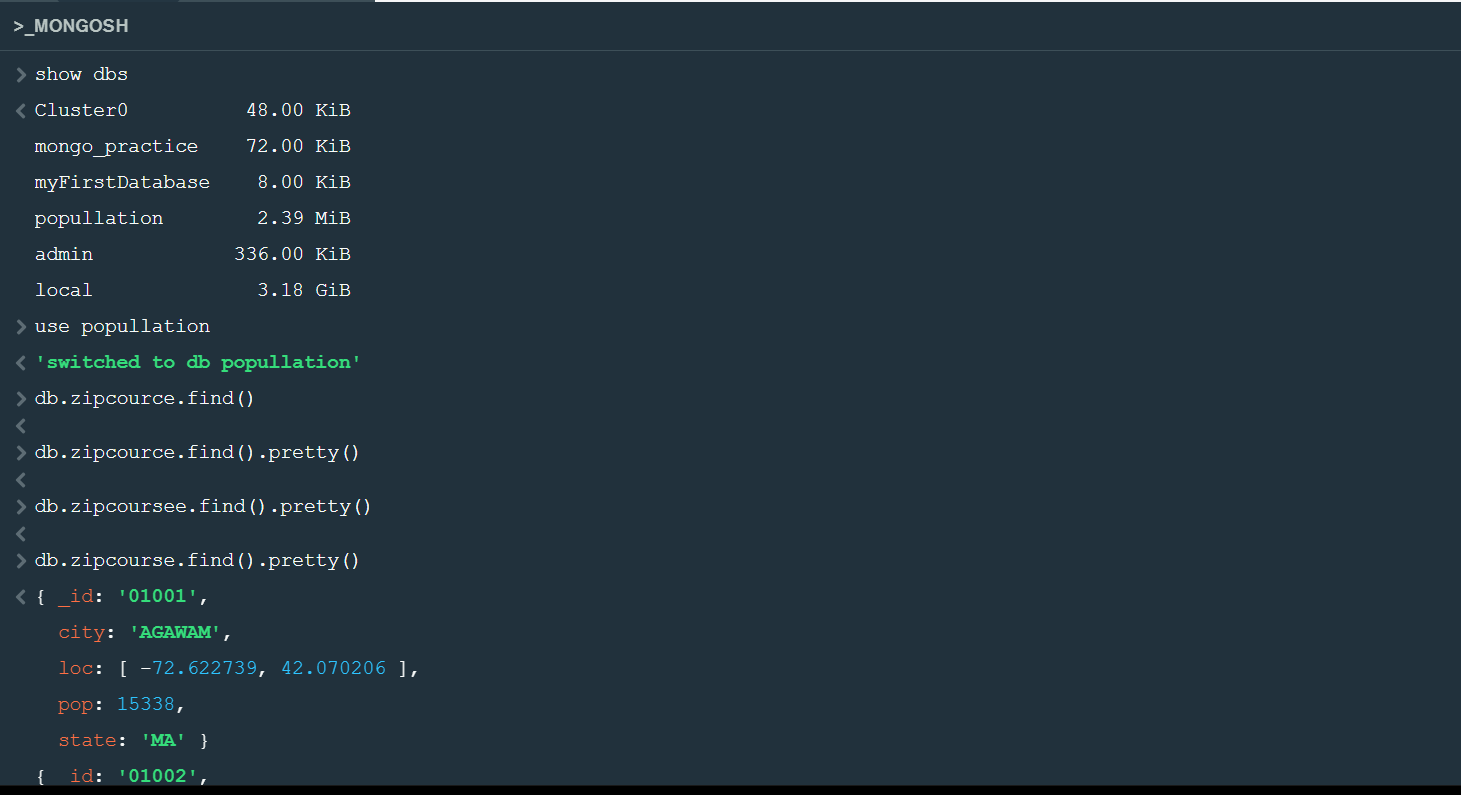 >_MONGOSH
> show dbs
< Cluster0 48.00 KiB
mongo_practice 72.00 KiB
myFirstDatabase 8.00 KiB
popullation 2.39 MiB
admin 336.00 KiB
local 3.18 GiB
> use popullation
< 'switched to db popullation'
> db.zipcource.find()
<
> db.zipcource.find().pretty()
<
> db.zipcoursee.find().pretty()
<
> db.zipcourse.find().pretty()
< { _id: '01001',
city: 'AGAWAM',
loc: [ -72.622739, 42.070206 ],
pop: 15338,
state: 'MA' }
{ _id: '01002',